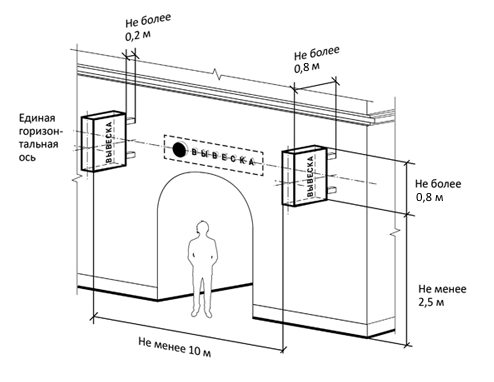 Не более
0,2 м
Не более
0,8 м
Единая
горизон-
тальная
ось
ВЫВЕСКА
ВЫВЕСКА
ВЫВЕСКА
Не более
0,8 м
Не менее
2,5 м
Не менее 10 м